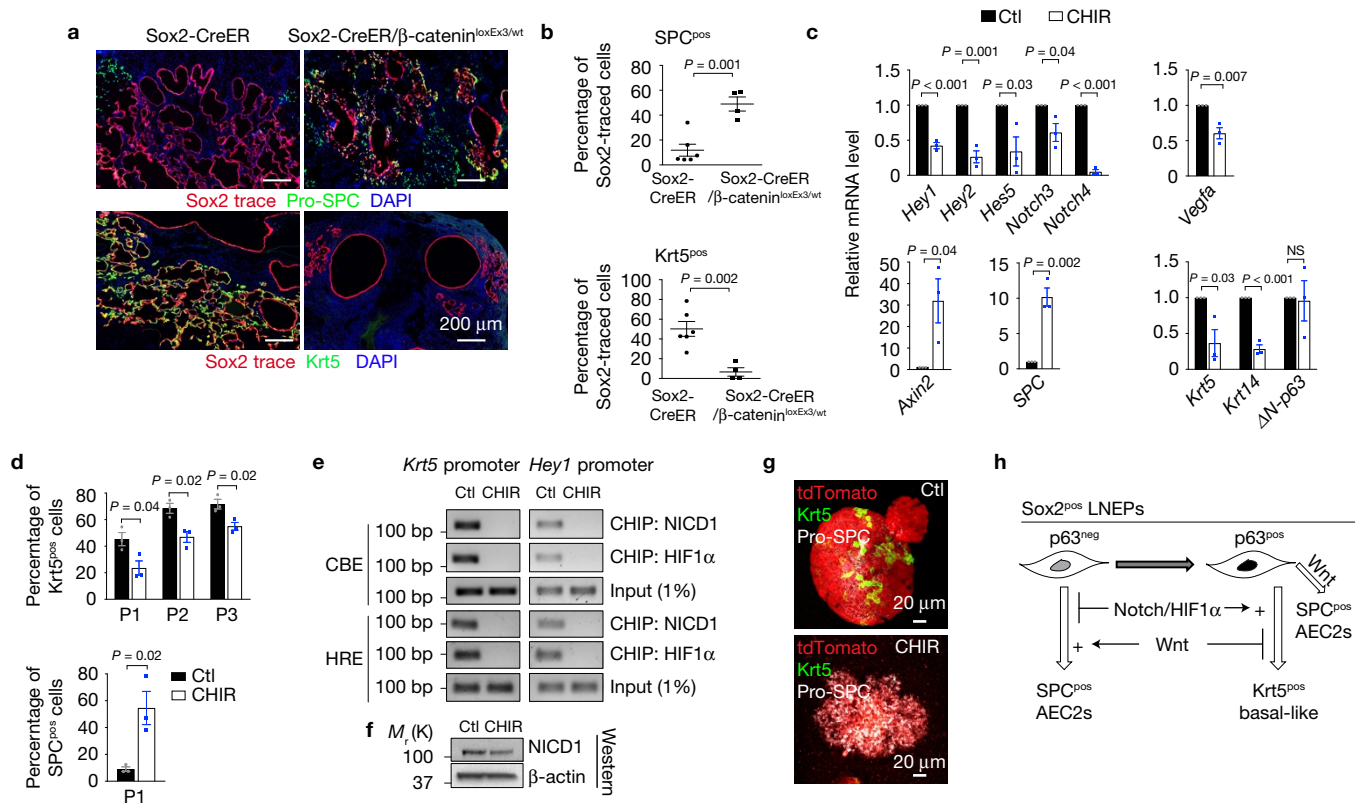 a
Sox2-CreER
Sox2-CreER/β-catenin^loxEx3/wt
Sox2 trace Pro-SPC DAPI
200 μm
Sox2 trace Krt5 DAPI
b
SPC^pos
Percentage of Sox2-traced cells
P = 0.001
80
60
40
20
0
Sox2-CreER
Sox2-CreER /β-catenin^loxEx3/wt
Krt5^pos
Percentage of Sox2-traced cells
P = 0.002
100
80
60
40
20
0
Sox2-CreER
Sox2-CreER /β-catenin^loxEx3/wt
Ctl CHIR
c
Relative mRNA level
P < 0.001
P = 0.001
P = 0.03
P = 0.04
P < 0.001
1.5
1.0
0.5
0
Hey1 Hey2 Hes5 Notch3 Notch4
P = 0.007
1.5
1.0
0.5
0
Vegfa
P = 0.04
50
40
30
20
10
0
Axin2
P = 0.002
15
10
5
0
SPC
P = 0.03
P < 0.001
NS
1.5
1.0
0.5
0
Krt5 Krt14 ΔN-p63
d
Percerntage of Krt5^pos cells
P = 0.04
P = 0.02
P = 0.02
80
60
40
20
0
P1 P2 P3
Percerntage of SPC^pos cells
P = 0.02
Ctl
CHIR
80
60
40
20
0
P1
e
Krt5 promoter Hey1 promoter
Ctl CHIR Ctl CHIR
CBE
100 bp CHIP: NICD1
100 bp CHIP: HIF1α
100 bp Input (1%)
HRE
100 bp CHIP: NICD1
100 bp CHIP: HIF1α
100 bp Input (1%)
f
M_r (K)
Ctl CHIR
100 NICD1
37 β-actin
Western
g
tdTomato Ctl
Krt5
Pro-SPC
20 μm
tdTomato CHIR
Krt5
Pro-SPC
20 μm
h
Sox2^pos LNEPs
p63^neg p63^pos
Wnt
Notch/HIF1α +
SPC^pos
AEC2s
+ Wnt
SPC^pos
AEC2s
Krt5^pos
basal-like